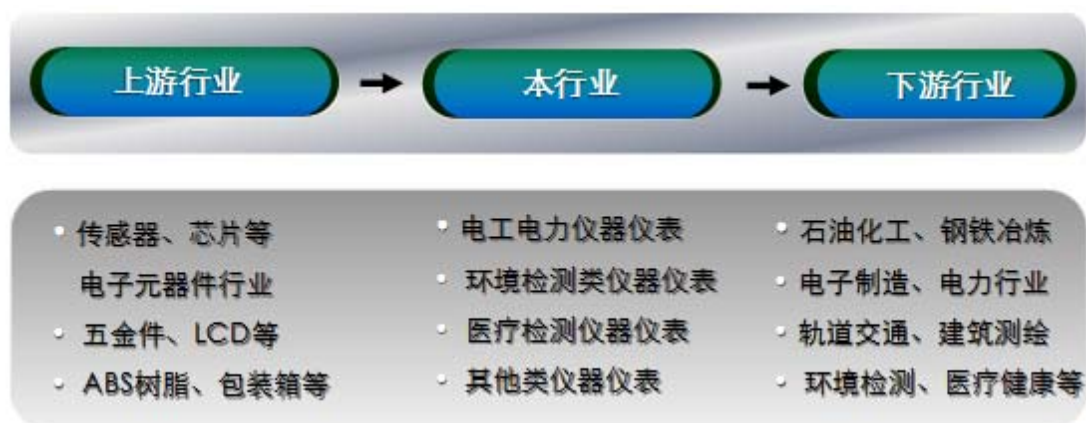 上游行业
本行业
下游行业
传感器、芯片等
电子元器件行业
五金件、LCD等
ABS树脂、包装箱等
电工电力仪器仪表
环境检测类仪器仪表
医疗检测仪器仪表
其他类仪器仪表
石油化工、钢铁冶炼
电子制造、电力行业
轨道交通、建筑测绘
环境检测、医疗健康等